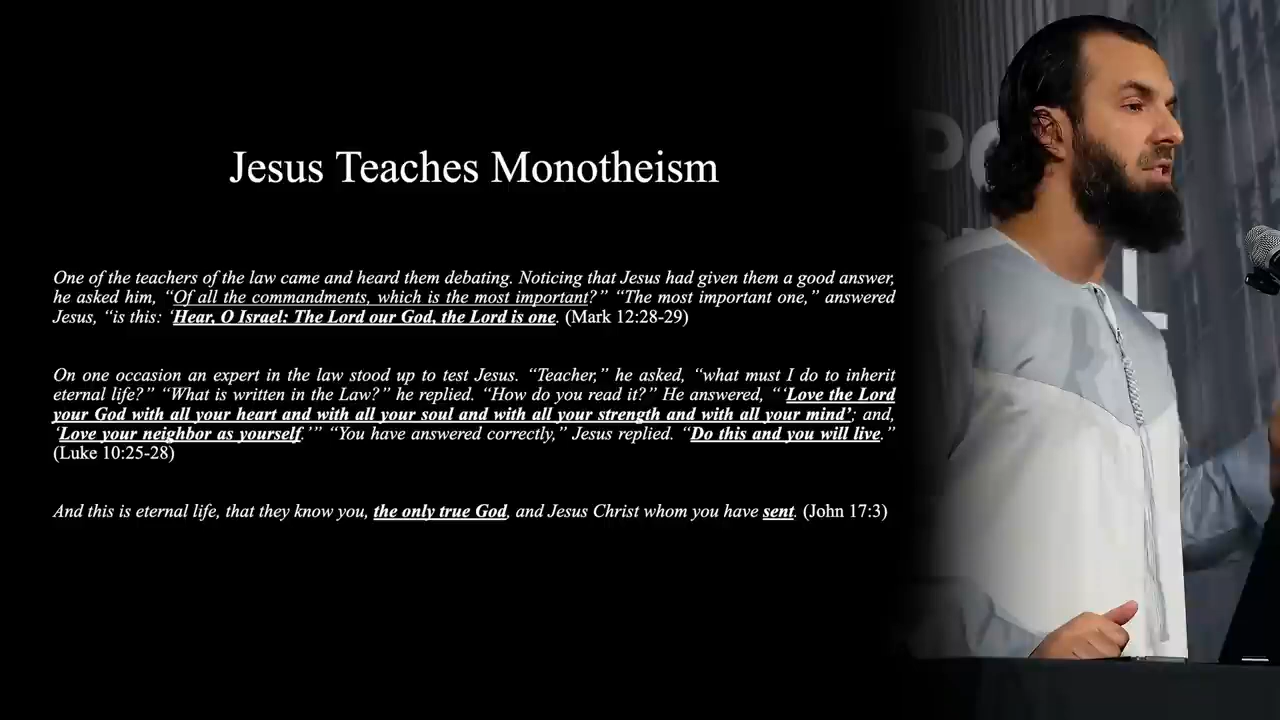 Jesus Teaches Monotheism
One of the teachers of the law came and heard them debating. Noticing that Jesus had given them a good answer,
he asked him, “Of all the commandments, which is the most important?” “The most important one,” answered
Jesus, “is this: ‘Hear, O Israel: The Lord our God, the Lord is one. (Mark 12:28-29)
On one occasion an expert in the law stood up to test Jesus. “Teacher,” he asked, “what must I do to inherit
eternal life?” “What is written in the Law?” he replied. “How do you read it?” He answered, “‘Love the Lord
your God with all your heart and with all your soul and with all your strength and with all your mind’; and,
‘Love your neighbor as yourself.’” “You have answered correctly,” Jesus replied. “Do this and you will live.”
(Luke 10:25-28)
And this is eternal life, that they know you, the only true God, and Jesus Christ whom you have sent. (John 17:3)